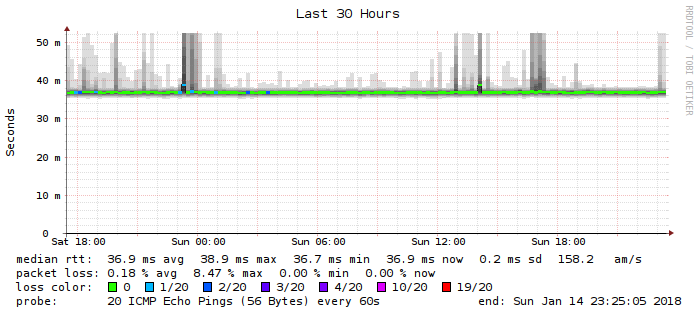 Last 30 Hours
RRDTOOL / TOBI OETIKER
Seconds
50 m
40 m
30 m
20 m
10 m
0
Sat 18:00 Sun 00:00 Sun 06:00 Sun 12:00 Sun 18:00
median rtt: 36.9 ms avg 38.9 ms max 36.7 ms min 36.9 ms now 0.2 ms sd 158.2 am/s
packet loss: 0.18 % avg 8.47 % max 0.00 % min 0.00 % now
loss color: 0 1/20 2/20 3/20 4/20 10/20 19/20
probe: 20 ICMP Echo Pings (56 Bytes) every 60s end: Sun Jan 14 23:25:05 2018